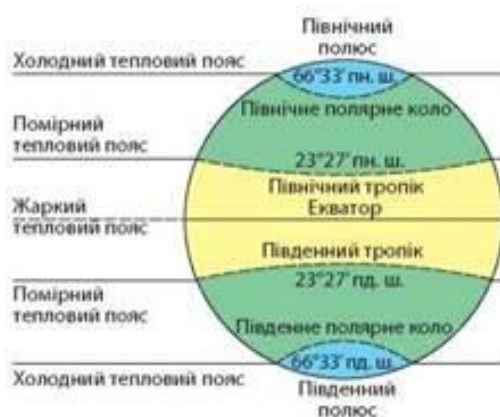 Північний
полюс
Холодний тепловий пояс
66°33′ пн. ш.
Північне полярне коло
Помірний
тепловий пояс
23°27′ пн. ш.
Північний тропік
Жаркий
тепловий пояс
Екватор
Південний тропік
23°27′ пд. ш.
Помірний
тепловий пояс
Південне полярне коло
66°33′ пд. ш.
Холодний тепловий пояс
Південний
полюс